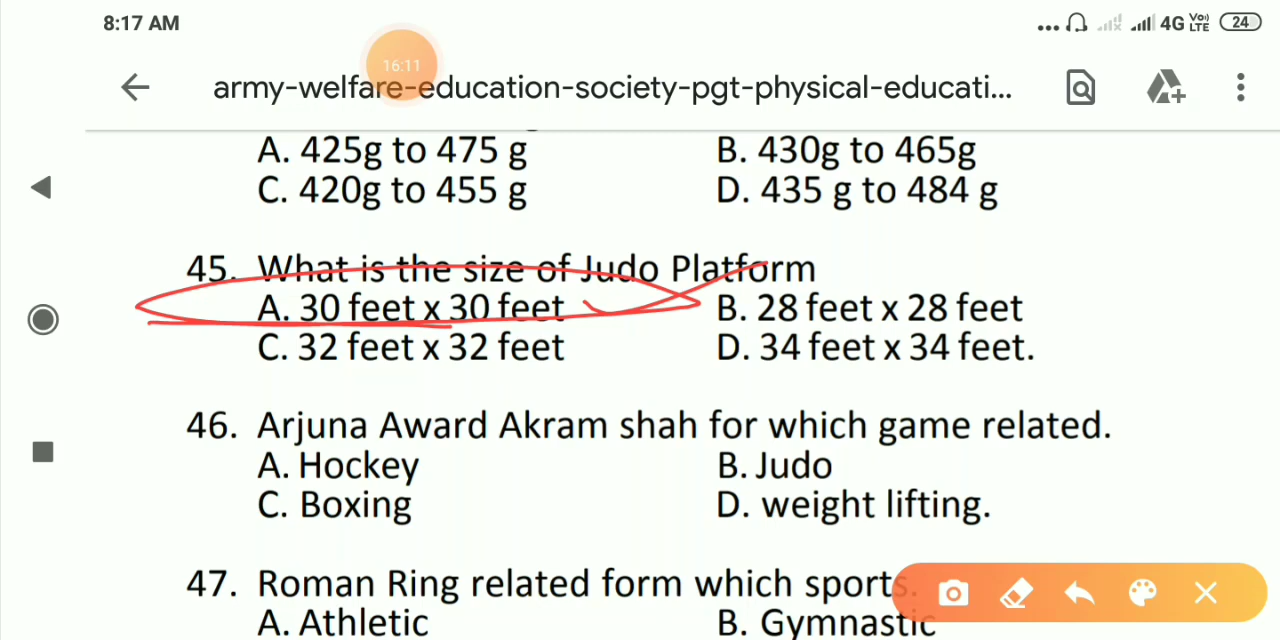 8:17 AM
4G Vo) LTE 24
16:11
army-welfare-education-society-pgt-physical-educati...
A. 425g to 475 g B. 430g to 465g
C. 420g to 455 g D. 435 g to 484 g
45. What is the size of Judo Platform
A. 30 feet x 30 feet B. 28 feet x 28 feet
C. 32 feet x 32 feet D. 34 feet x 34 feet.
46. Arjuna Award Akram shah for which game related.
A. Hockey B. Judo
C. Boxing D. weight lifting.
47. Roman Ring related form which sports.
A. Athletic B. Gymnastic